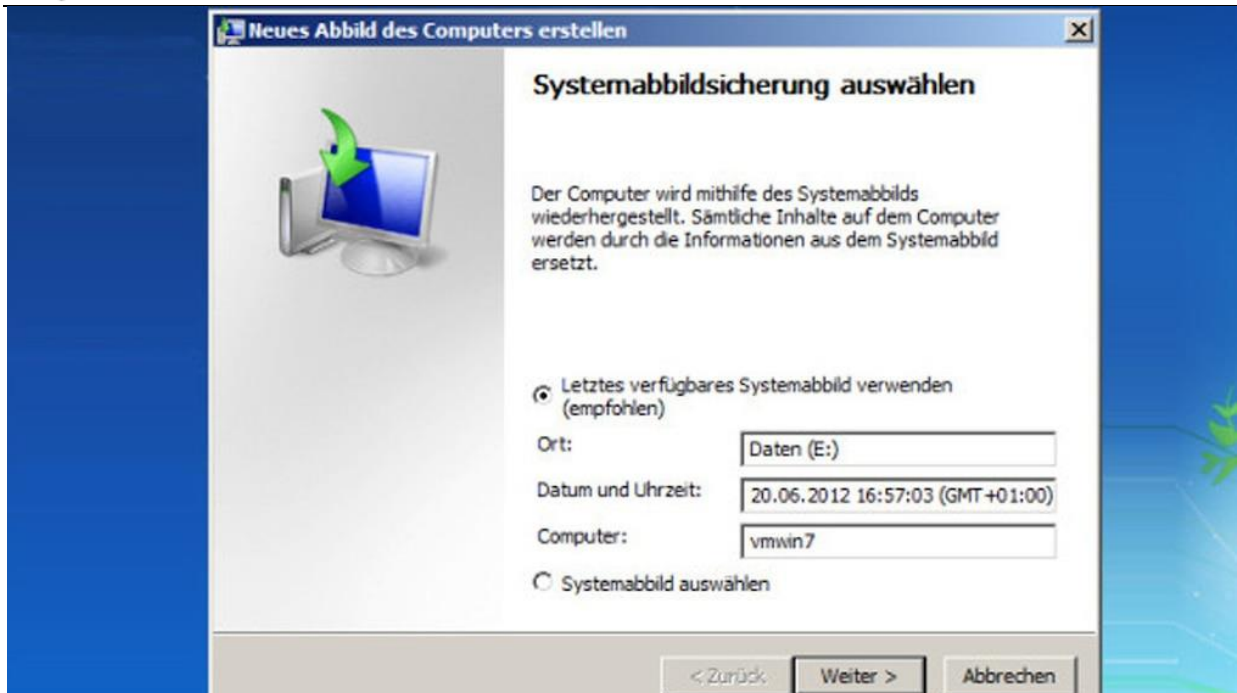 Neues Abbild des Computers erstellen
Systemabbildsicherung auswählen
Der Computer wird mithilfe des Systemabbilds
wiederhergestellt. Sämtliche Inhalte auf dem Computer
werden durch die Informationen aus dem Systemabbild
ersetzt.
Letztes verfügbares Systemabbild verwenden
(empfohlen)
Ort: Daten (E:)
Datum und Uhrzeit: 20.06.2012 16:57:03 (GMT+01:00)
Computer: vmwin7
Systemabbild auswählen
< Zurück Weiter > Abbrechen